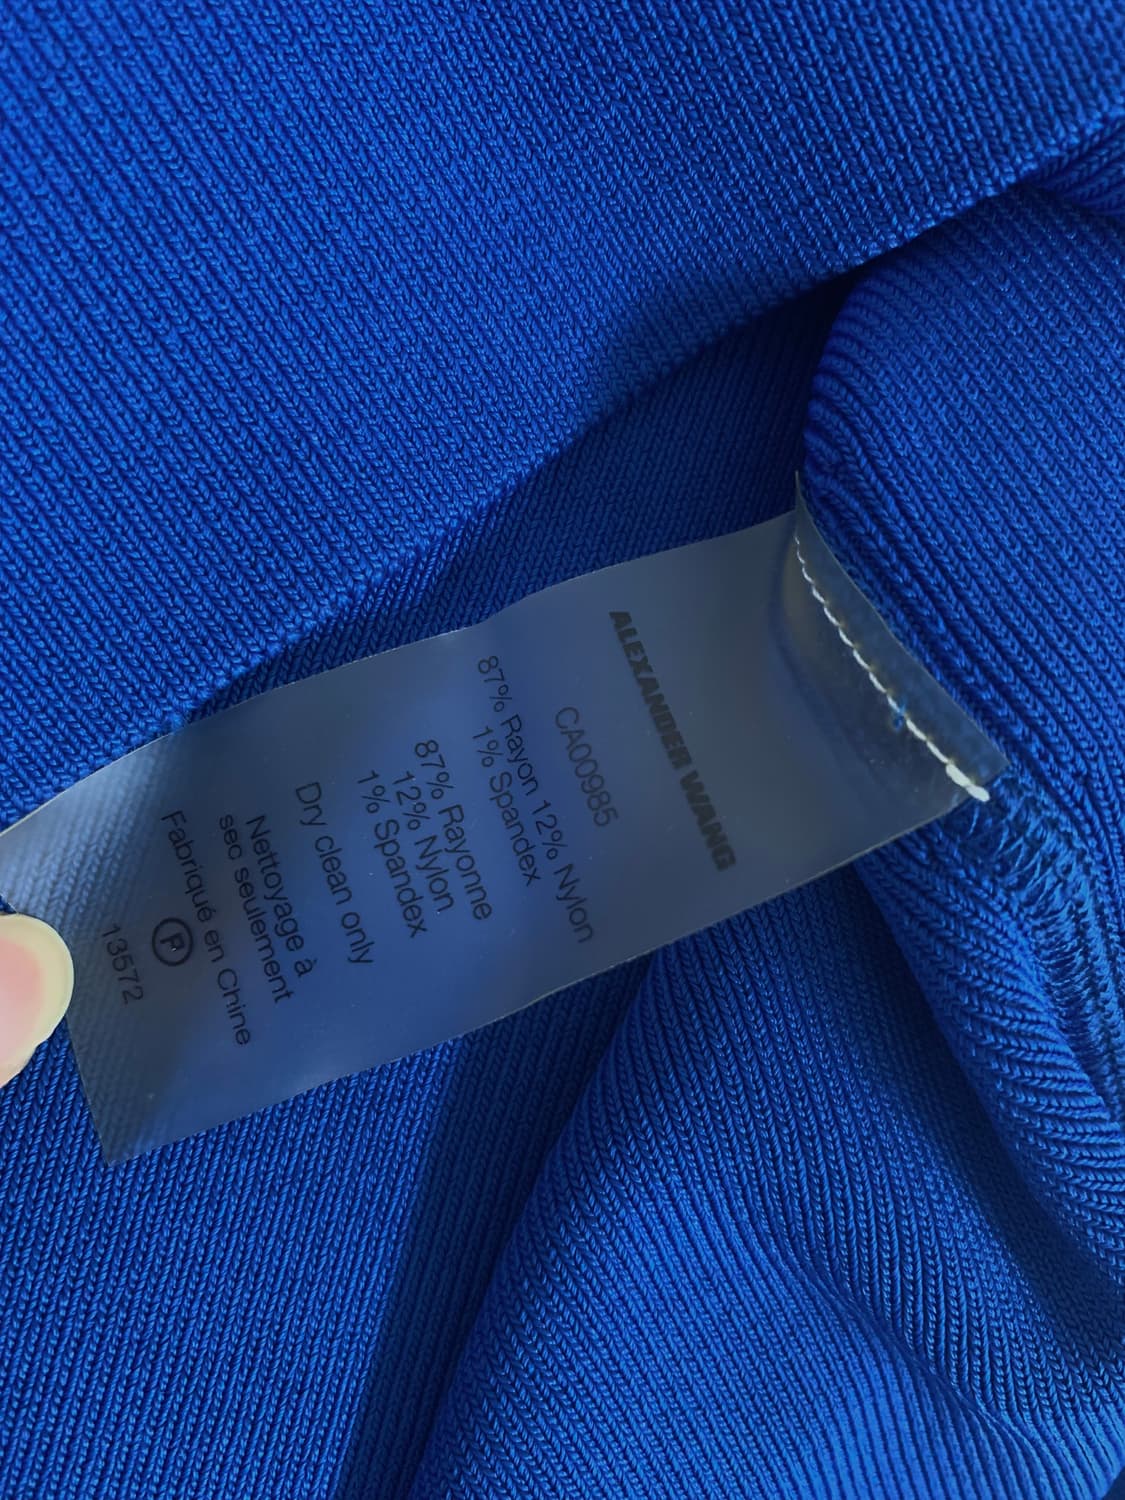 ALEXANDER WANG
CA00985
87% Rayon 12% Nylon
1% Spandex
87% Rayonne
12% Nylon
1% Spandex
Dry clean only
Nettoyage à
sec seulement
Fabriqué en Chine
P
13572